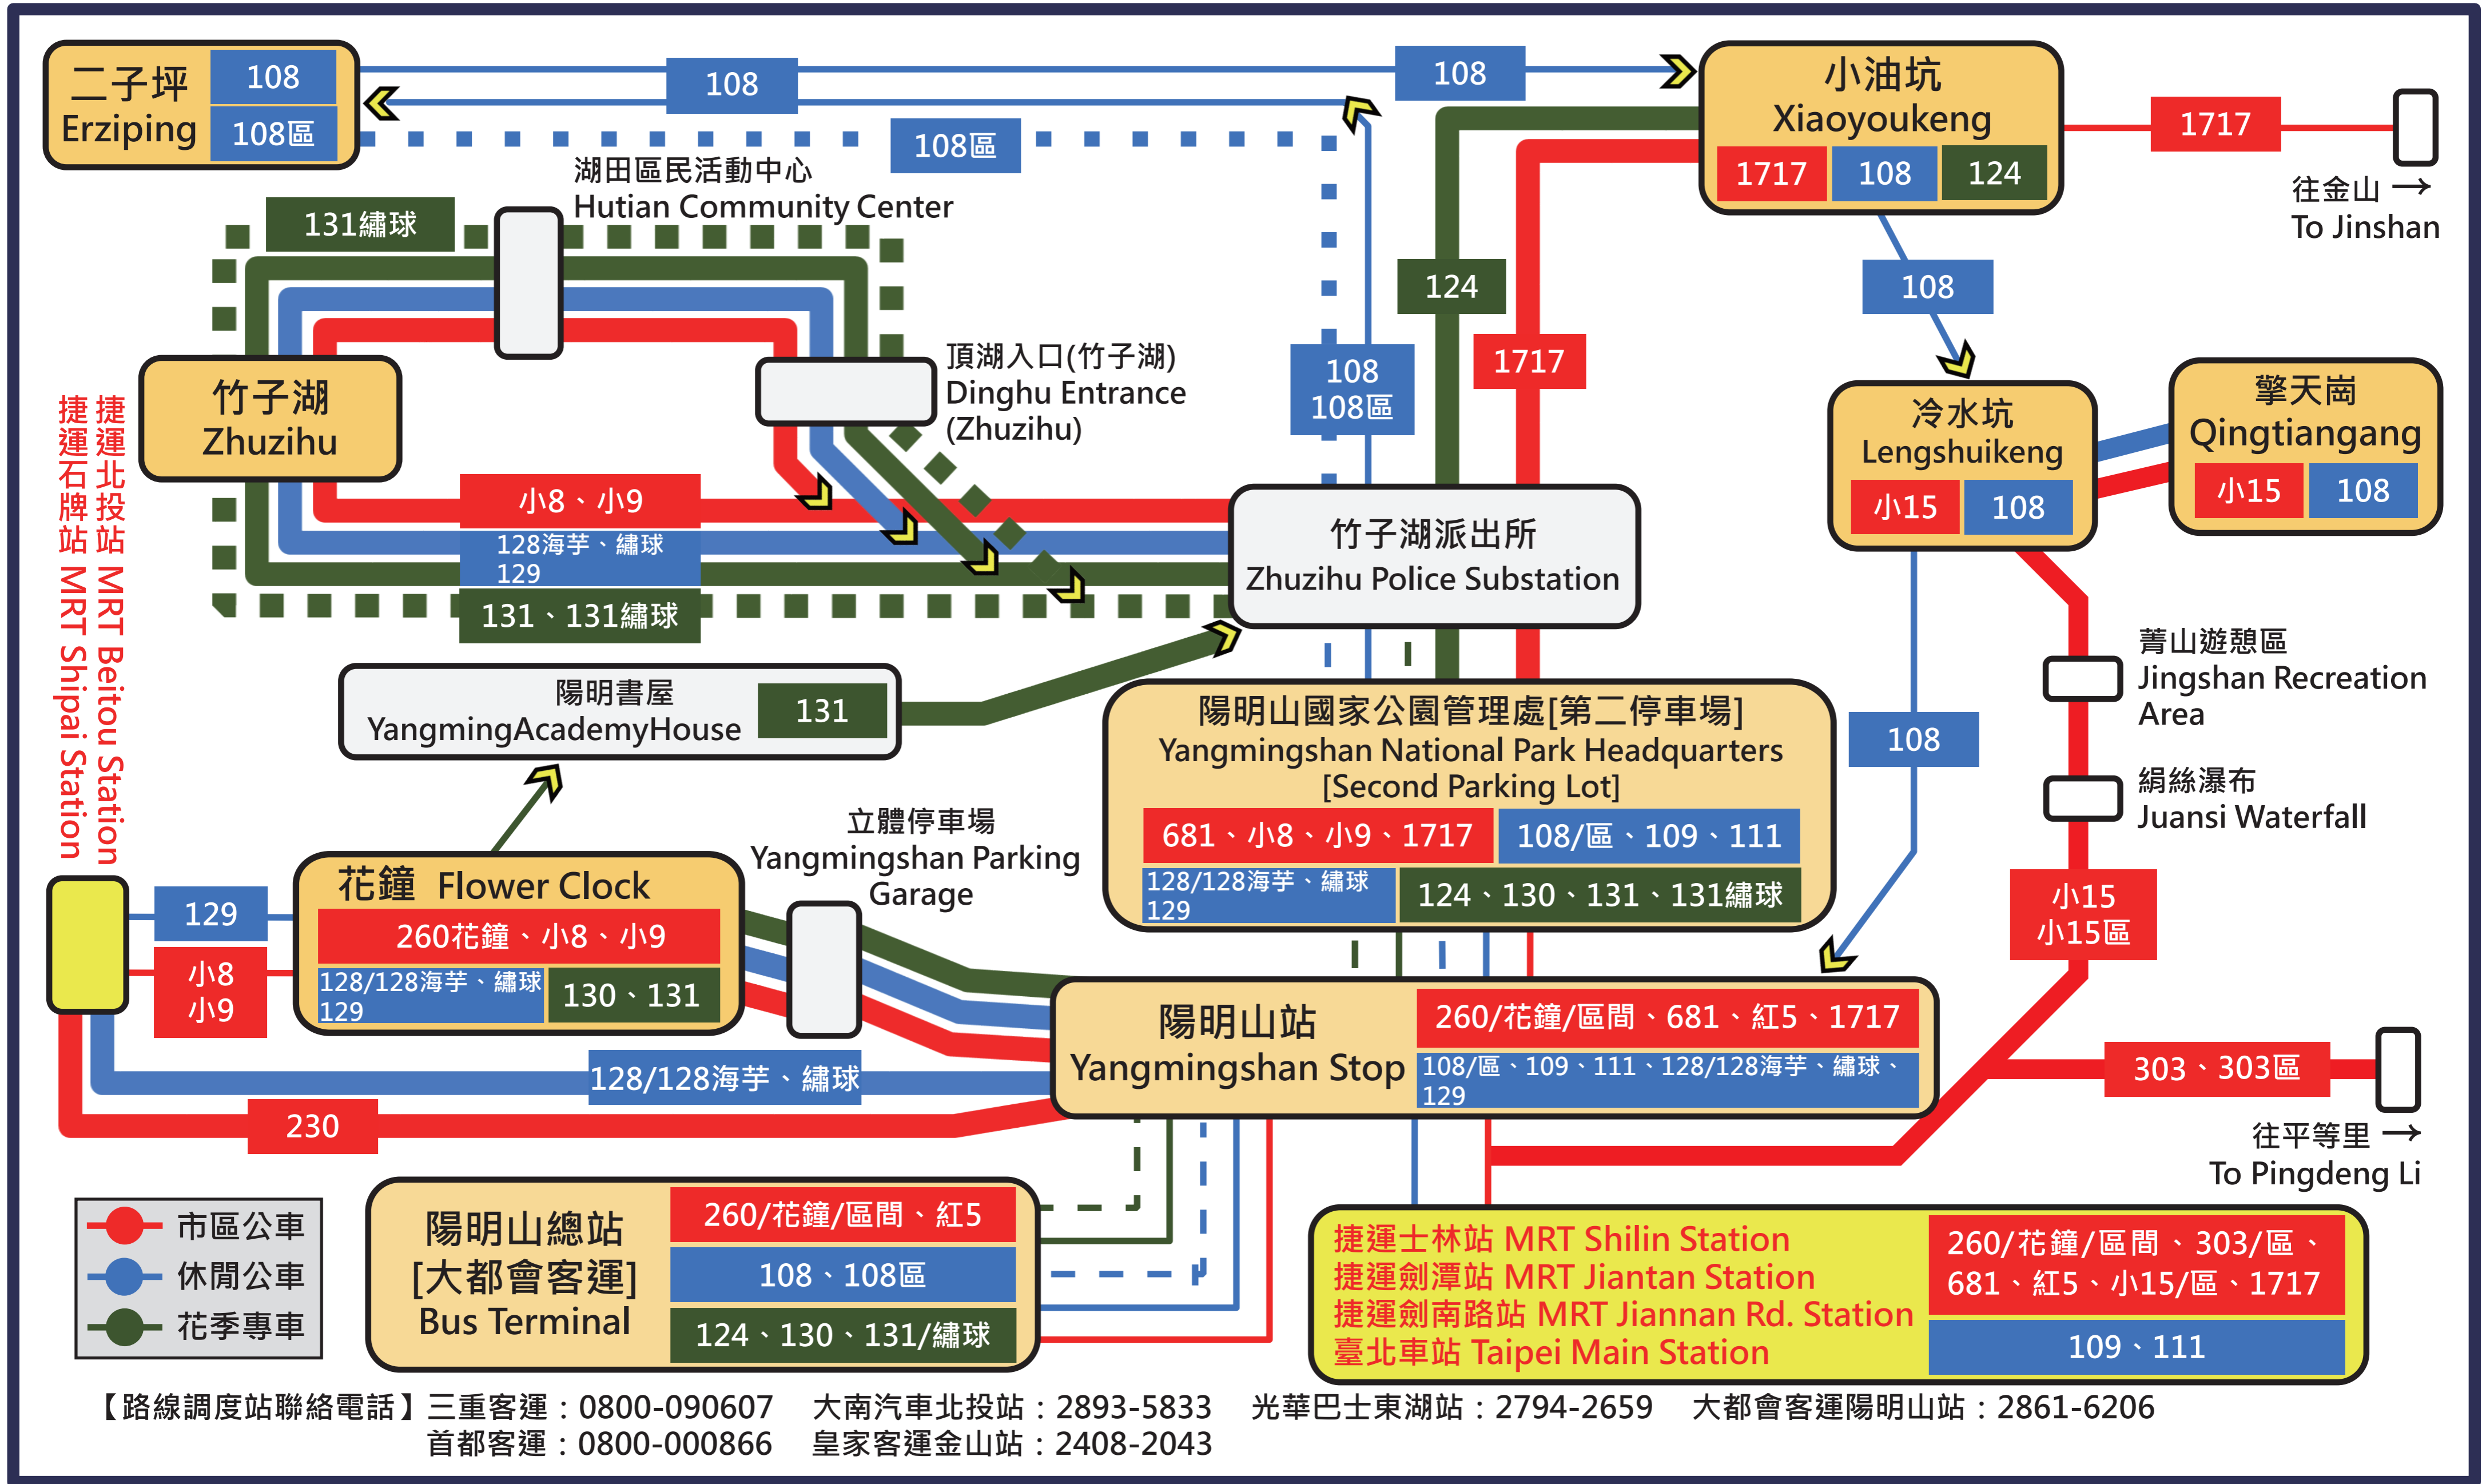 二子坪
Erziping
108
108區
108
108
108區
小油坑
Xiaoyoukeng
1717
108
124
1717
往金山 →
To Jinshan
湖田區民活動中心
Hutian Community Center
131繡球
124
1717
108
108
108區
頂湖入口(竹子湖)
Dinghu Entrance
(Zhuzihu)
竹子湖
Zhuzihu
冷水坑
Lengshuikeng
小15
108
擎天崗
Qingtiangang
小15
108
捷運北投站 MRT Beitou Station
捷運石牌站 MRT Shipai Station
小8、小9
128海芋、繡球
129
131、131繡球
竹子湖派出所
Zhuzihu Police Substation
陽明書屋
YangmingAcademyHouse
131
陽明山國家公園管理處[第二停車場]
Yangmingshan National Park Headquarters
[Second Parking Lot]
681、小8、小9、1717
108/區、109、111
128/128海芋、繡球
129
124、130、131、131繡球
108
菁山遊憩區
Jingshan Recreation
Area
絹絲瀑布
Juansi Waterfall
小15
小15區
立體停車場
Yangmingshan Parking
Garage
花鐘 Flower Clock
260花鐘、小8、小9
128/128海芋、繡球
129
130、131
129
小8
小9
陽明山站
Yangmingshan Stop
260/花鐘/區間、681、紅5、1717
108/區、109、111、128/128海芋、繡球、
129
128/128海芋、繡球
230
303、303區
往平等里 →
To Pingdeng Li
市區公車
休閒公車
花季專車
陽明山總站
[大都會客運]
Bus Terminal
260/花鐘/區間、紅5
108、108區
124、130、131/繡球
捷運士林站 MRT Shilin Station
捷運劍潭站 MRT Jiantan Station
捷運劍南路站 MRT Jiannan Rd. Station
臺北車站 Taipei Main Station
260/花鐘/區間、303/區、
681、紅5、小15/區、1717
109、111
【路線調度站聯絡電話】三重客運：0800-090607 大南汽車北投站：2893-5833 光華巴士東湖站：2794-2659 大都會客運陽明山站：2861-6206
首都客運：0800-000866 皇家客運金山站：2408-2043